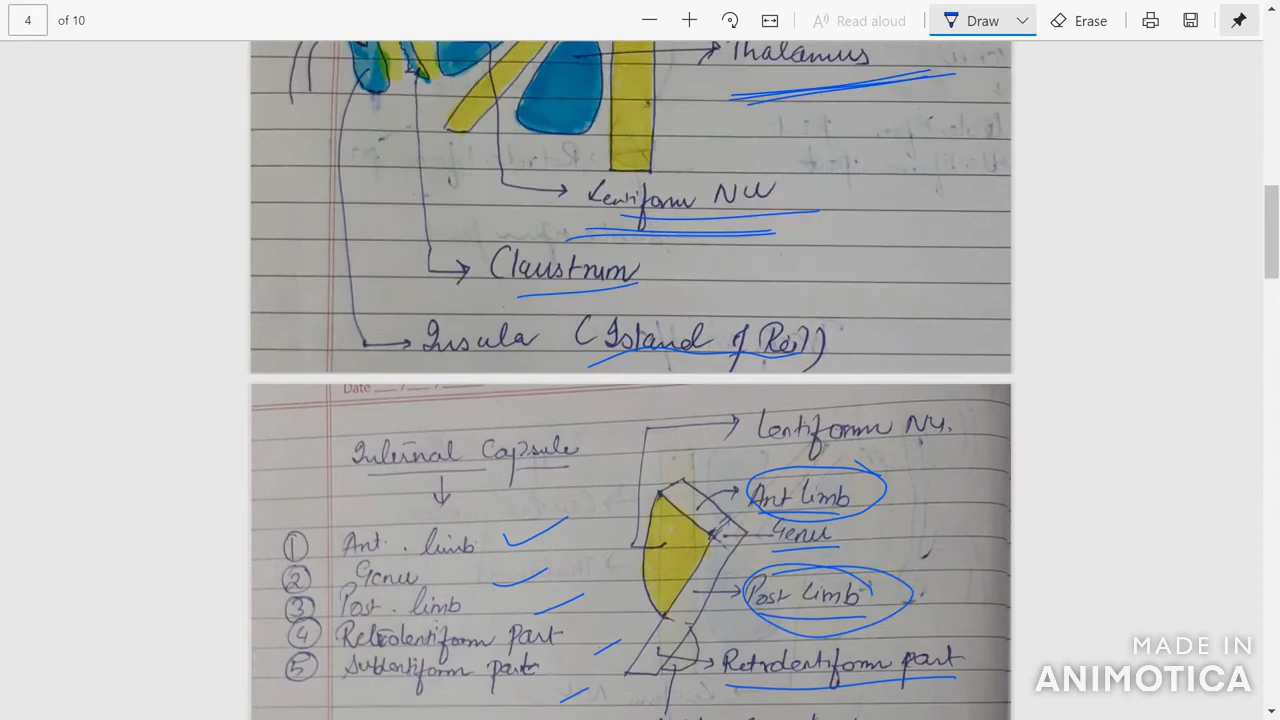 4 of 10
Read aloud
Draw
Erase
Thalamus
Lentiform NU
Claustrum
Insula (Island of Reil)
Date
Internal Capsule
Lentiform NU.
Ant limb
Genu
Post limb
Retrolentiform part
① Ant. limb
② Genu
③ Post. limb
④ Retrolentiform part
⑤ Sublentiform part
MADE IN
ANIMOTICA